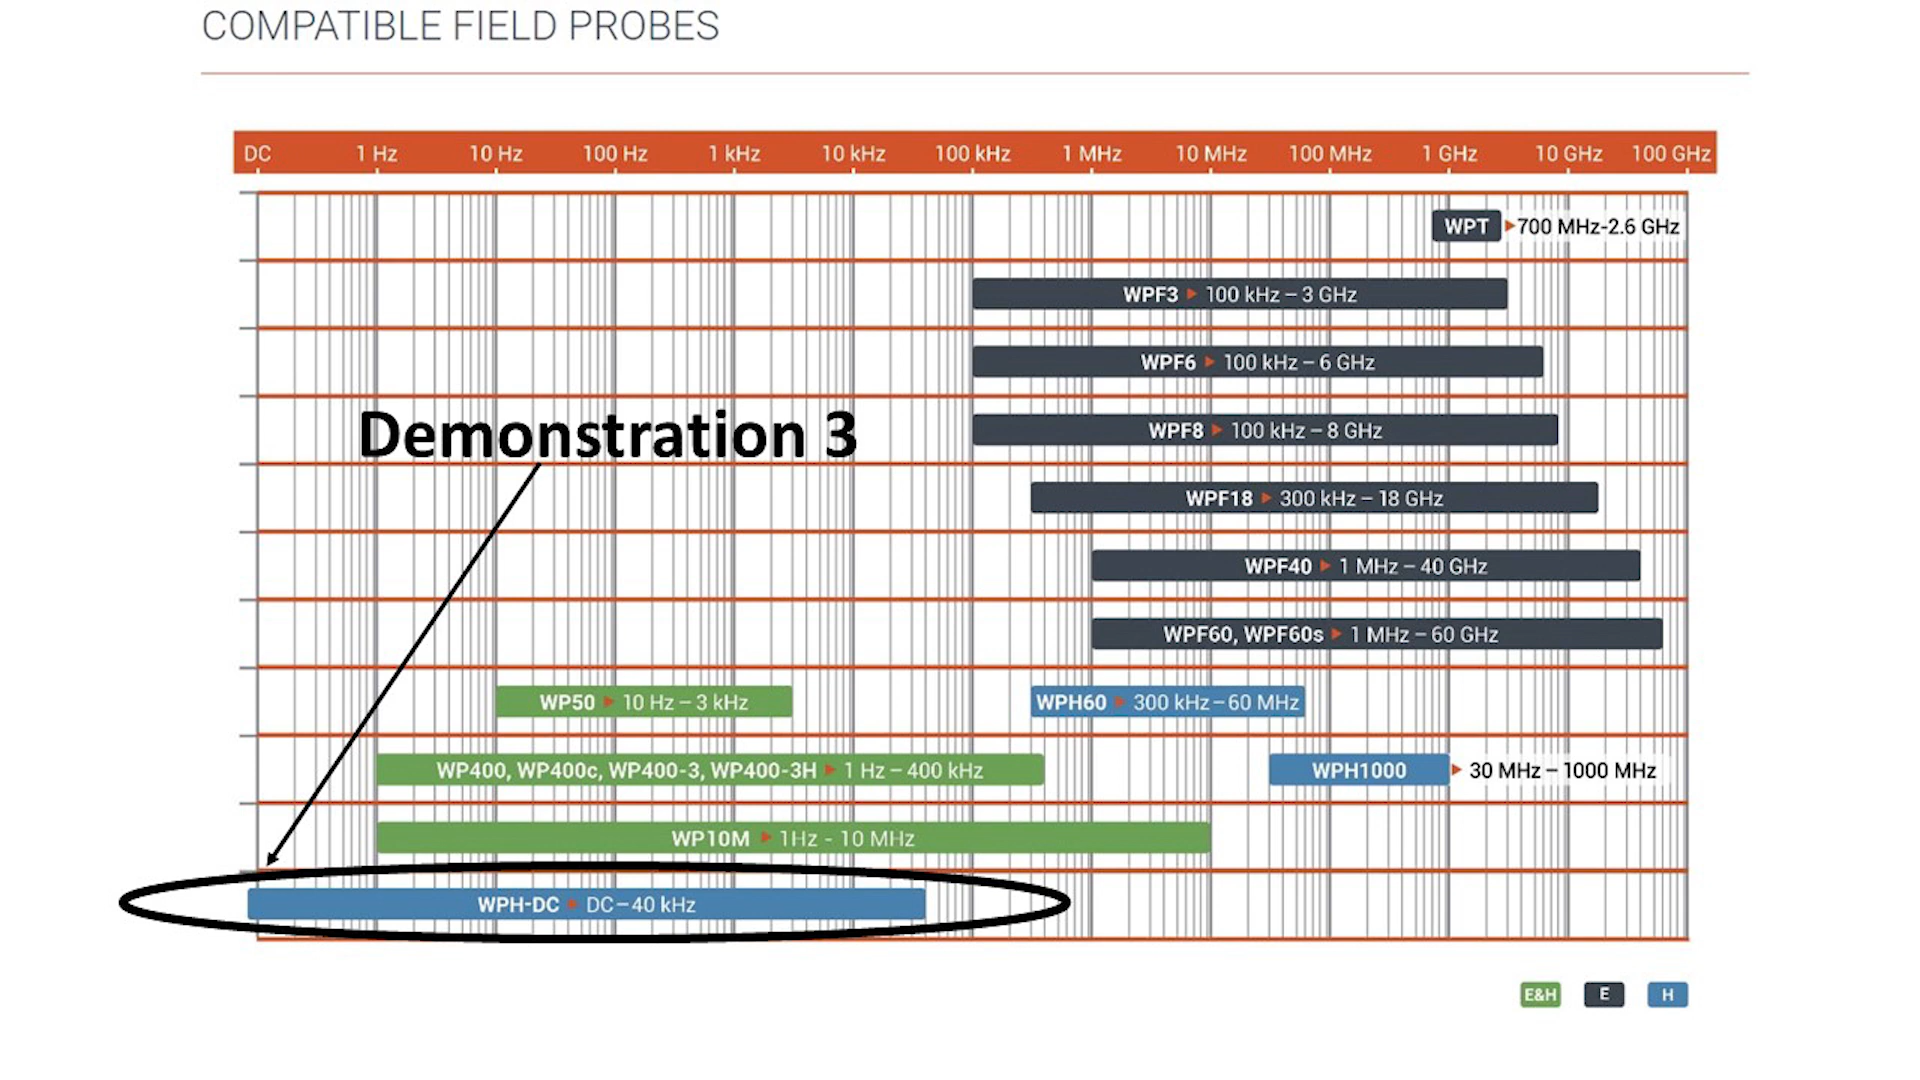 COMPATIBLE FIELD PROBES
DC 1 Hz 10 Hz 100 Hz 1 kHz 10 kHz 100 kHz 1 MHz 10 MHz 100 MHz 1 GHz 10 GHz 100 GHz
WPT ▶ 700 MHz-2.6 GHz
WPF3 ▶ 100 kHz – 3 GHz
WPF6 ▶ 100 kHz – 6 GHz
WPF8 ▶ 100 kHz – 8 GHz
Demonstration 3
WPF18 ▶ 300 kHz – 18 GHz
WPF40 ▶ 1 MHz – 40 GHz
WPF60, WPF60s ▶ 1 MHz – 60 GHz
WP50 ▶ 10 Hz – 3 kHz WPH60 ▶ 300 kHz – 60 MHz
WP400, WP400c, WP400-3, WP400-3H ▶ 1 Hz – 400 kHz WPH1000 ▶ 30 MHz – 1000 MHz
WP10M ▶ 1Hz - 10 MHz
WPH-DC ▪ DC – 40 kHz
E&H E H